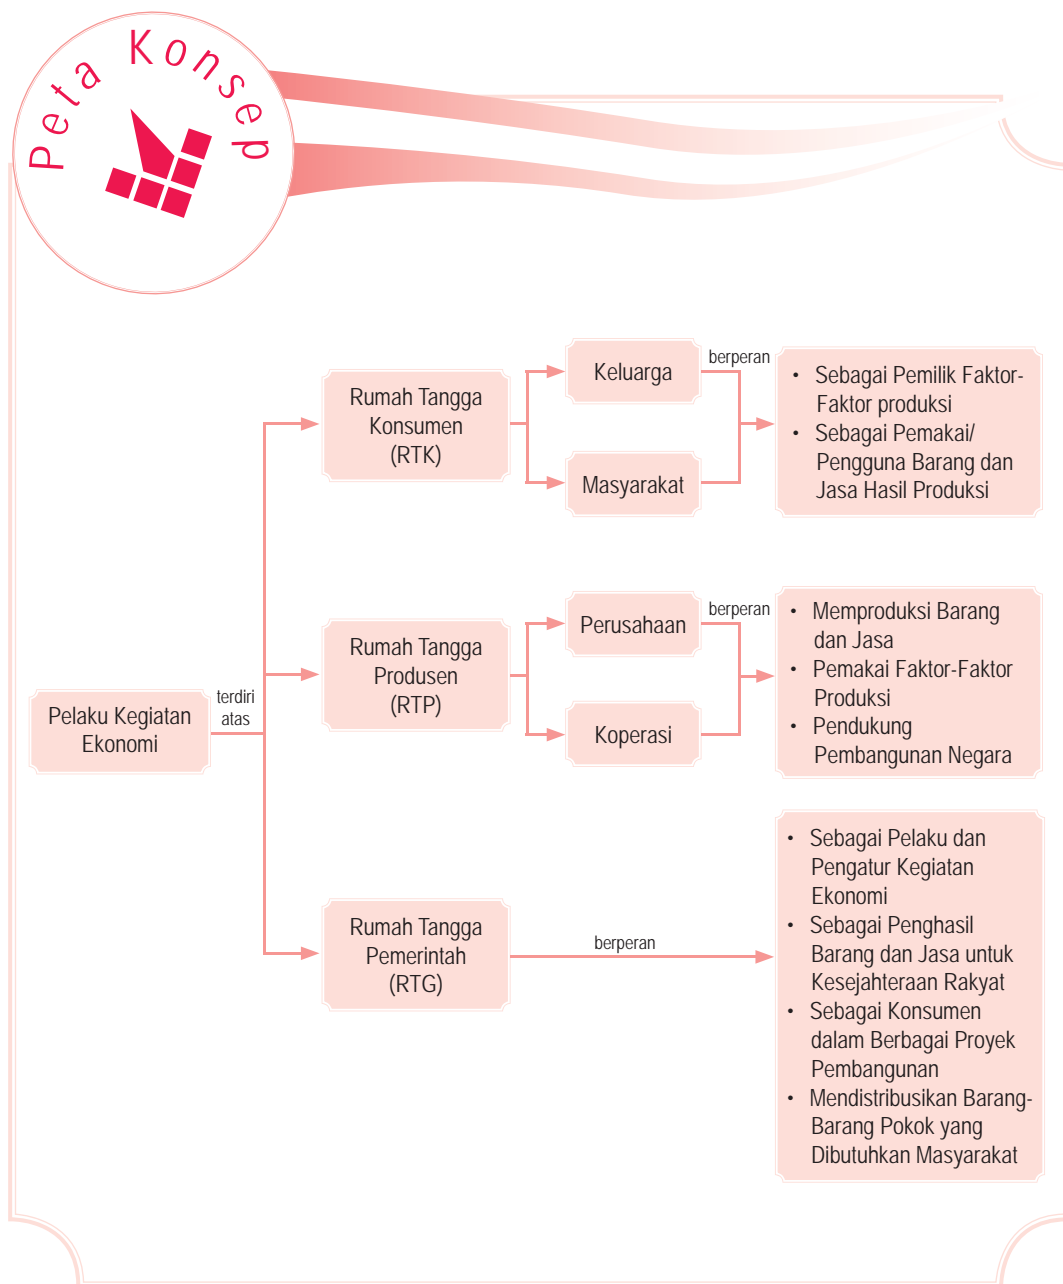 Peta Konsep
Pelaku Kegiatan
Ekonomi
terdiri
atas
Rumah Tangga
Konsumen
(RTK)
Keluarga
Masyarakat
berperan
• Sebagai Pemilik Faktor-
Faktor produksi
• Sebagai Pemakai/
Pengguna Barang dan
Jasa Hasil Produksi
Rumah Tangga
Produsen
(RTP)
Perusahaan
Koperasi
berperan
• Memproduksi Barang
dan Jasa
• Pemakai Faktor-Faktor
Produksi
• Pendukung
Pembangunan Negara
Rumah Tangga
Pemerintah
(RTG)
berperan
• Sebagai Pelaku dan
Pengatur Kegiatan
Ekonomi
• Sebagai Penghasil
Barang dan Jasa untuk
Kesejahteraan Rakyat
• Sebagai Konsumen
dalam Berbagai Proyek
Pembangunan
• Mendistribusikan Barang-
Barang Pokok yang
Dibutuhkan Masyarakat